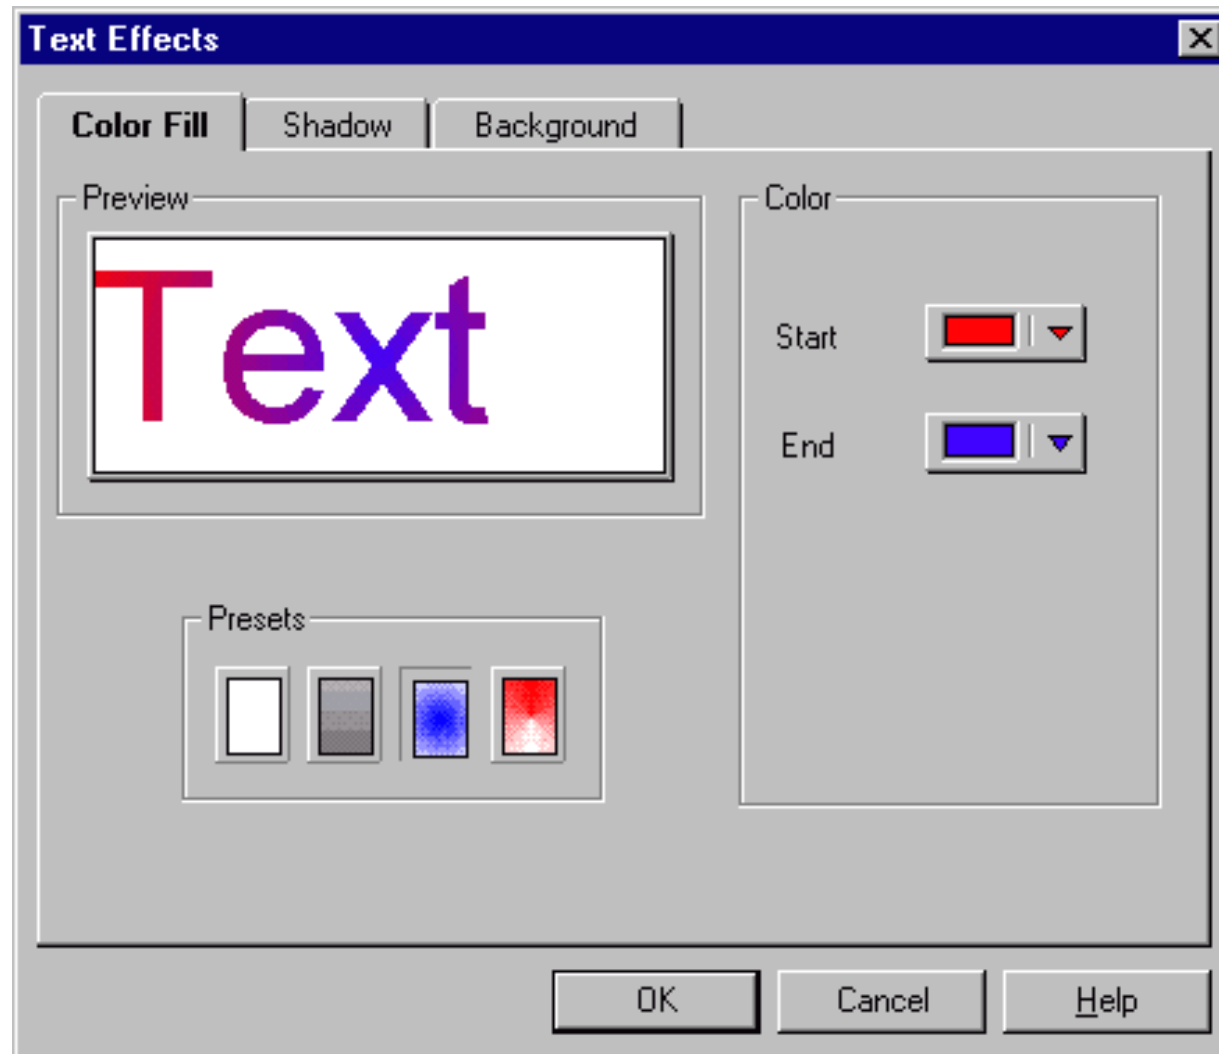 Text Effects
Color Fill
Shadow
Background
Preview
Text
Color
Start
End
Presets
OK
Cancel
Help